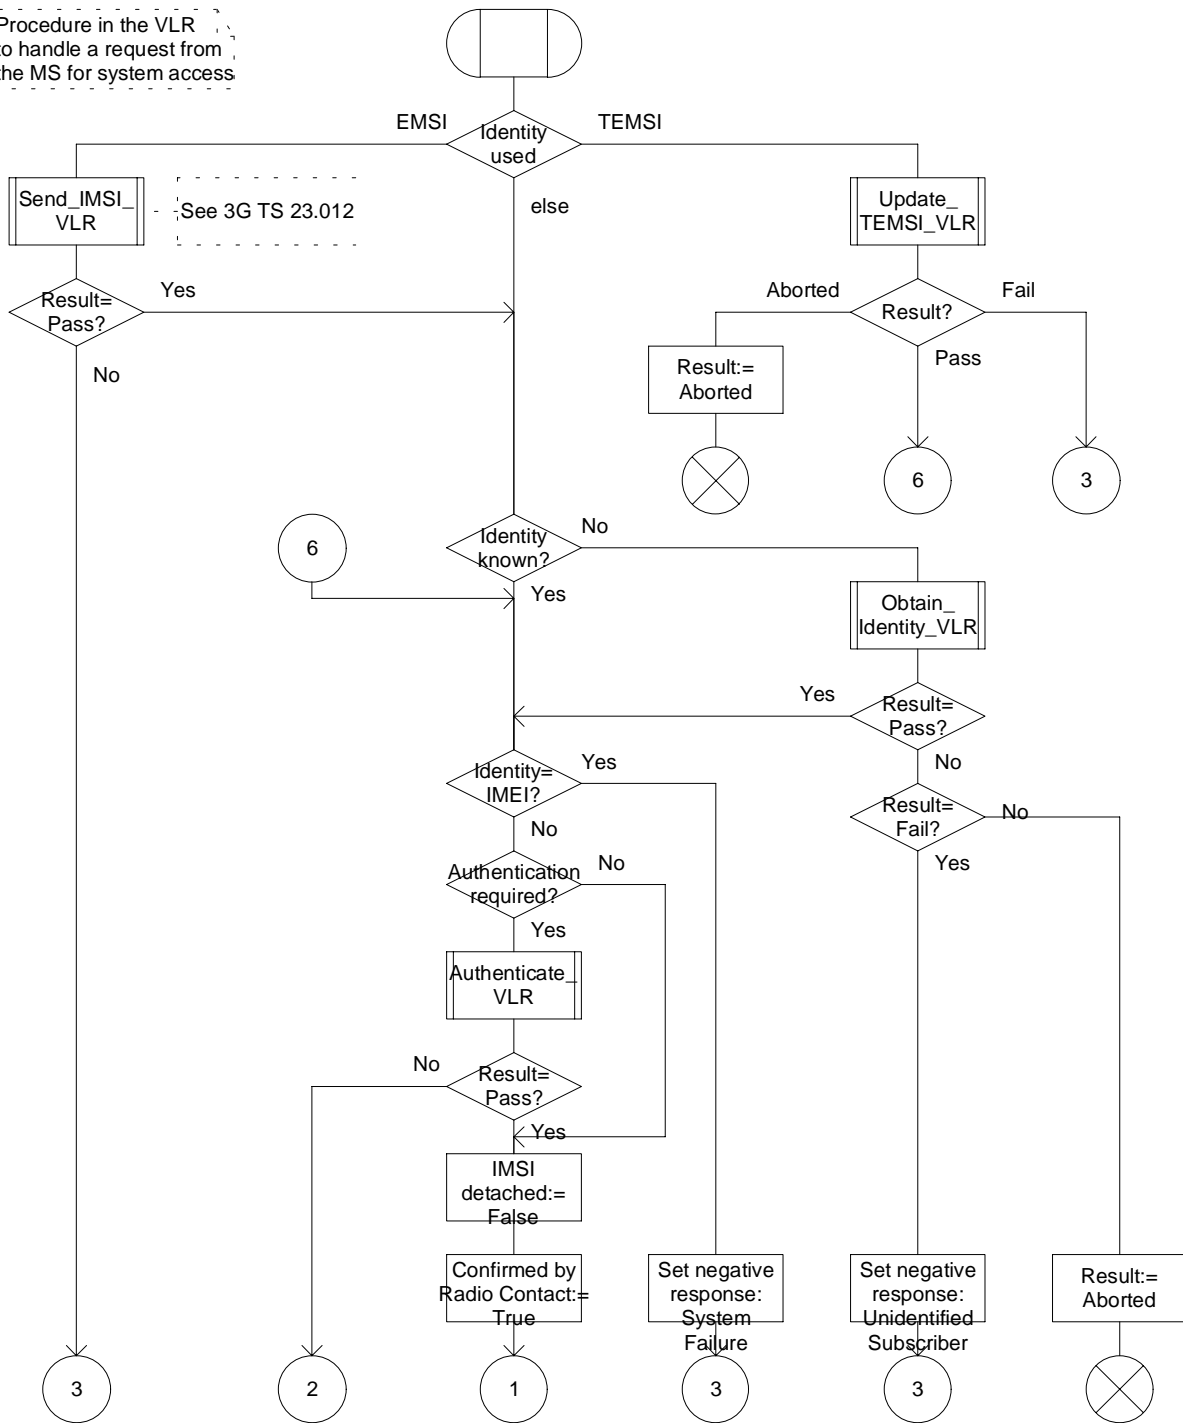 Procedure in the VLR
to handle a request from
the MS for system access
EMSI
Identity
used
TEMSI
Send_IMSI_
VLR
See 3G TS 23.012
else
Update_
TEMSI_VLR
Result=
Pass?
Yes
No
Aborted
Result?
Fail
Pass
Result:=
Aborted
6
3
6
Identity
known?
No
Yes
Obtain_
Identity_VLR
Yes
Result=
Pass?
No
Identity=
IMEI?
Yes
No
Result=
Fail?
No
Yes
Authentication
required?
No
Yes
Authenticate_
VLR
No
Result=
Pass?
Yes
IMSI
detached:=
False
Confirmed by
Radio Contact:=
True
Set negative
response:
System
Failure
Set negative
response:
Unidentified
Subscriber
Result:=
Aborted
3
2
1
3
3